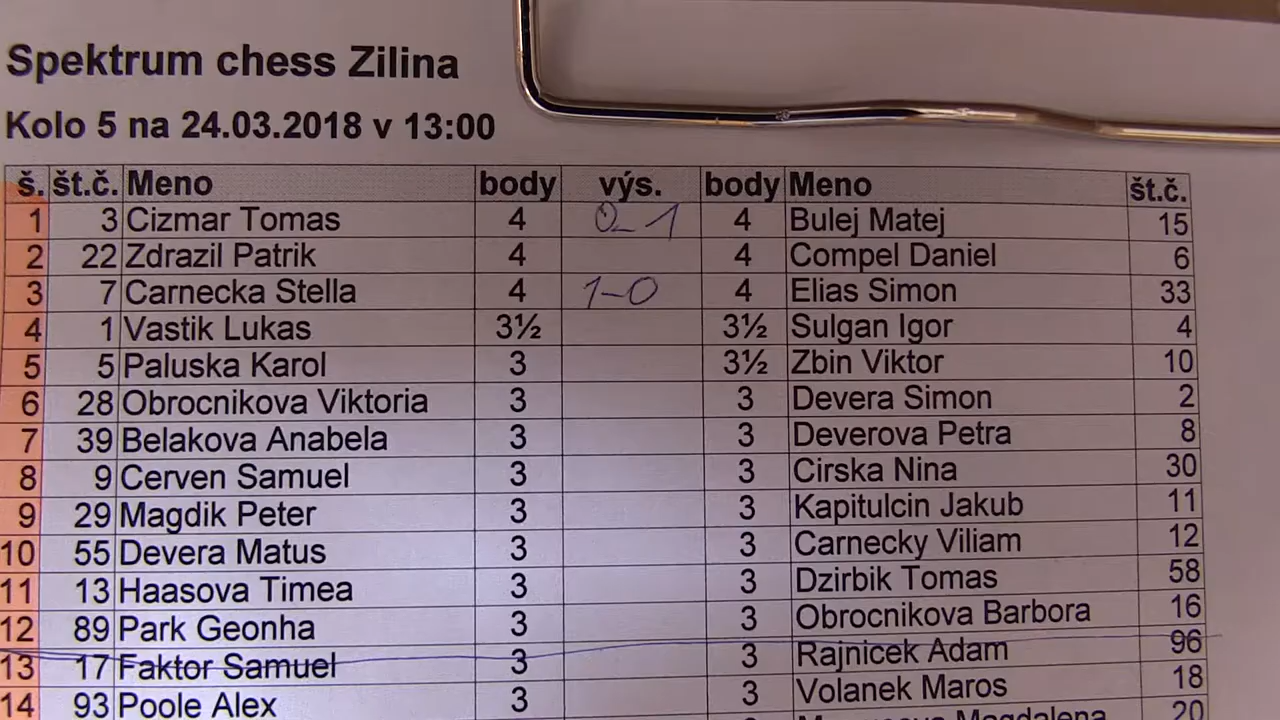 Spektrum chess Zilina
Kolo 5 na 24.03.2018 v 13:00
š. št.č. Meno body výs. body Meno št.č.
1 3 Cizmar Tomas 4 0-1 4 Bulej Matej 15
2 22 Zdrazil Patrik 4 4 Compel Daniel 6
3 7 Carnecka Stella 4 1-0 4 Elias Simon 33
4 1 Vastik Lukas 3½ 3½ Sulgan Igor 4
5 5 Paluska Karol 3 3½ Zbin Viktor 10
6 28 Obrocnikova Viktoria 3 3 Devera Simon 2
7 39 Belakova Anabela 3 3 Deverova Petra 8
8 9 Cerven Samuel 3 3 Cirska Nina 30
9 29 Magdik Peter 3 3 Kapitulcin Jakub 11
10 55 Devera Matus 3 3 Carnecky Viliam 12
11 13 Haasova Timea 3 3 Dzirbik Tomas 58
12 89 Park Geonha 3 3 Obrocnikova Barbora 16
13 17 Faktor Samuel 3 3 Rajnicek Adam 96
14 93 Poole Alex 3 3 Volanek Maros 18
Magdalena 20